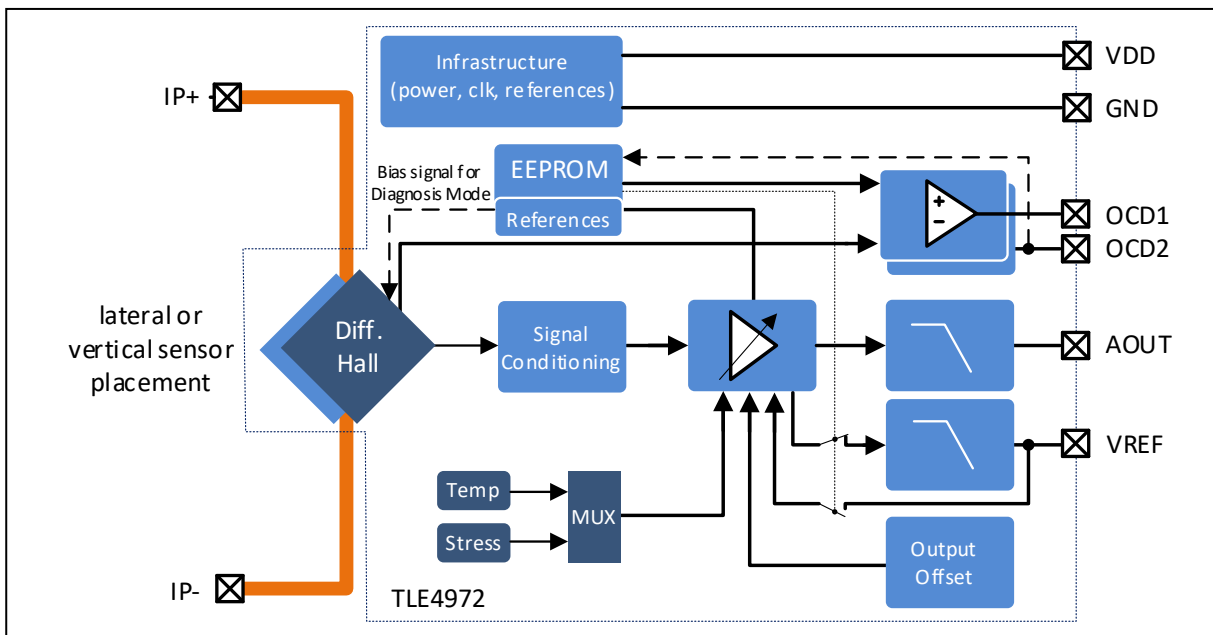 Infrastructure
(power, clk, references)
VDD
GND
IP+
Bias signal for
Diagnosis Mode
EEPROM
References
+
-
OCD1
OCD2
lateral or
vertical sensor
placement
Diff.
Hall
Signal
Conditioning
AOUT
VREF
Temp
Stress
MUX
Output
Offset
IP-
TLE4972